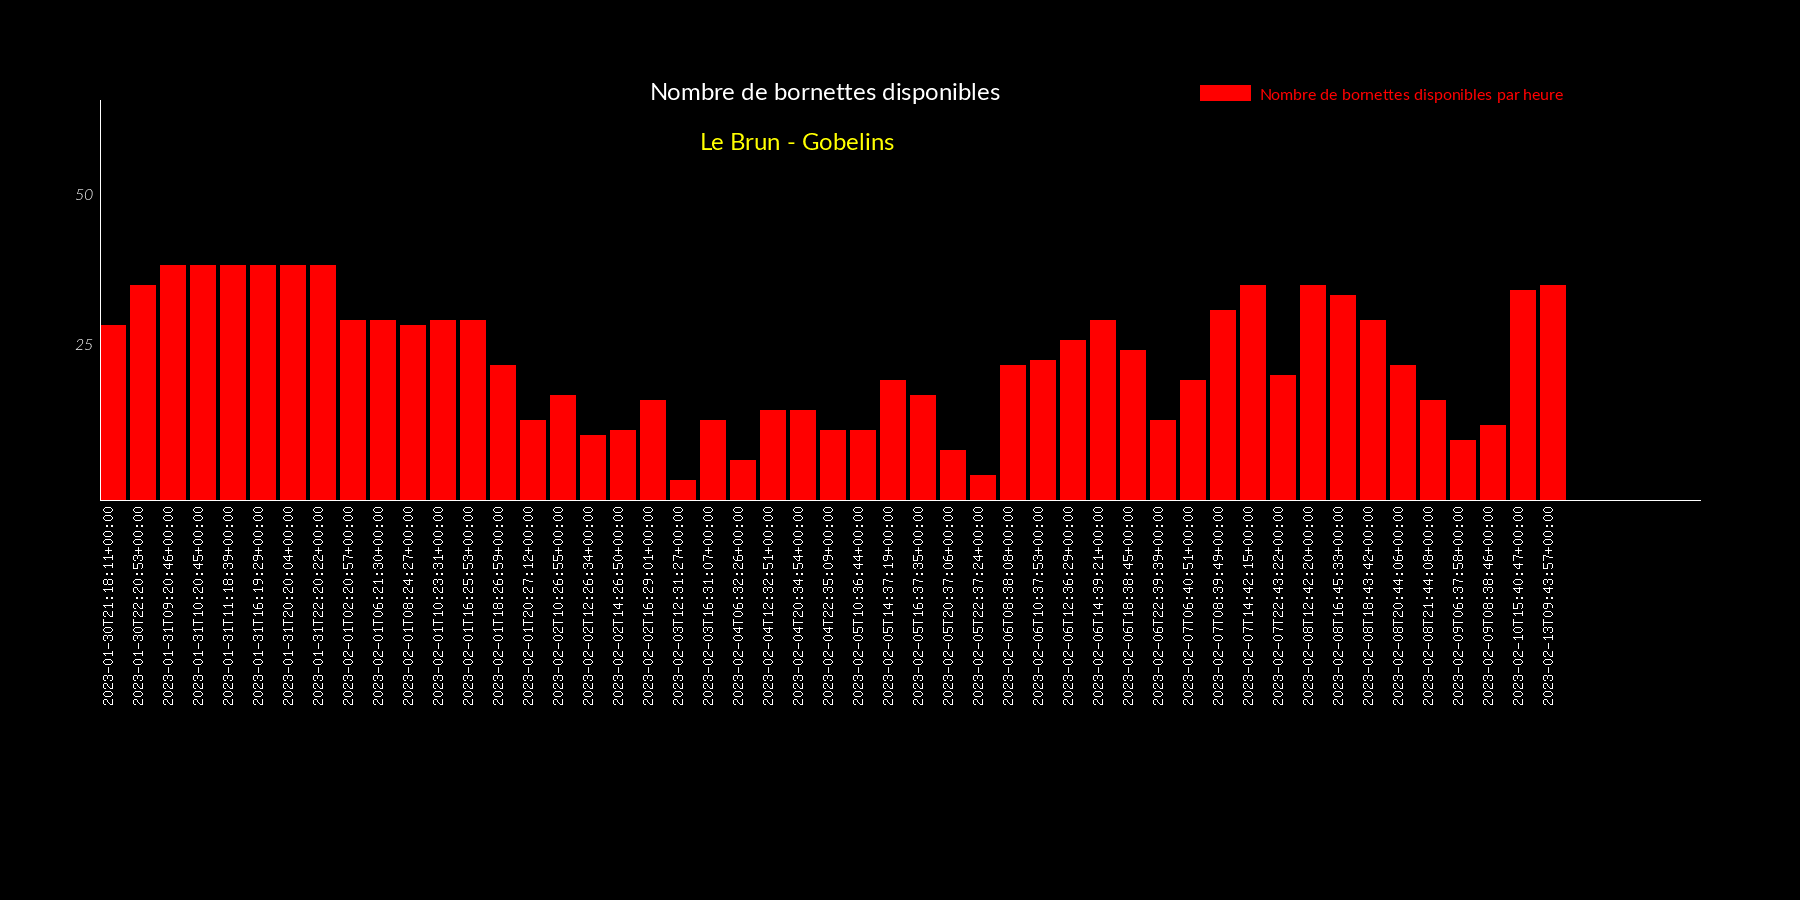 Nombre de bornettes disponibles
Nombre de bornettes disponibles par heure
Le Brun - Gobelins
50
25
2023-01-30T21:18:11+00:00
2023-01-30T22:20:53+00:00
2023-01-31T09:20:46+00:00
2023-01-31T10:20:45+00:00
2023-01-31T11:18:39+00:00
2023-01-31T16:19:29+00:00
2023-01-31T20:20:04+00:00
2023-01-31T22:20:22+00:00
2023-02-01T02:20:57+00:00
2023-02-01T06:21:30+00:00
2023-02-01T08:24:27+00:00
2023-02-01T10:23:31+00:00
2023-02-01T16:25:53+00:00
2023-02-01T18:26:59+00:00
2023-02-01T20:27:12+00:00
2023-02-02T10:26:55+00:00
2023-02-02T12:26:34+00:00
2023-02-02T14:26:50+00:00
2023-02-02T16:29:01+00:00
2023-02-03T12:31:27+00:00
2023-02-03T16:31:07+00:00
2023-02-04T06:32:26+00:00
2023-02-04T12:32:51+00:00
2023-02-04T20:34:54+00:00
2023-02-04T22:35:09+00:00
2023-02-05T10:36:44+00:00
2023-02-05T14:37:19+00:00
2023-02-05T16:37:35+00:00
2023-02-05T20:37:06+00:00
2023-02-05T22:37:24+00:00
2023-02-06T08:38:08+00:00
2023-02-06T10:37:53+00:00
2023-02-06T12:36:29+00:00
2023-02-06T14:39:21+00:00
2023-02-06T18:38:45+00:00
2023-02-06T22:39:39+00:00
2023-02-07T06:40:51+00:00
2023-02-07T08:39:49+00:00
2023-02-07T14:42:15+00:00
2023-02-07T22:43:22+00:00
2023-02-08T12:42:20+00:00
2023-02-08T16:45:33+00:00
2023-02-08T18:43:42+00:00
2023-02-08T20:44:06+00:00
2023-02-08T21:44:08+00:00
2023-02-09T06:37:58+00:00
2023-02-09T08:38:46+00:00
2023-02-10T15:40:47+00:00
2023-02-13T09:43:57+00:00